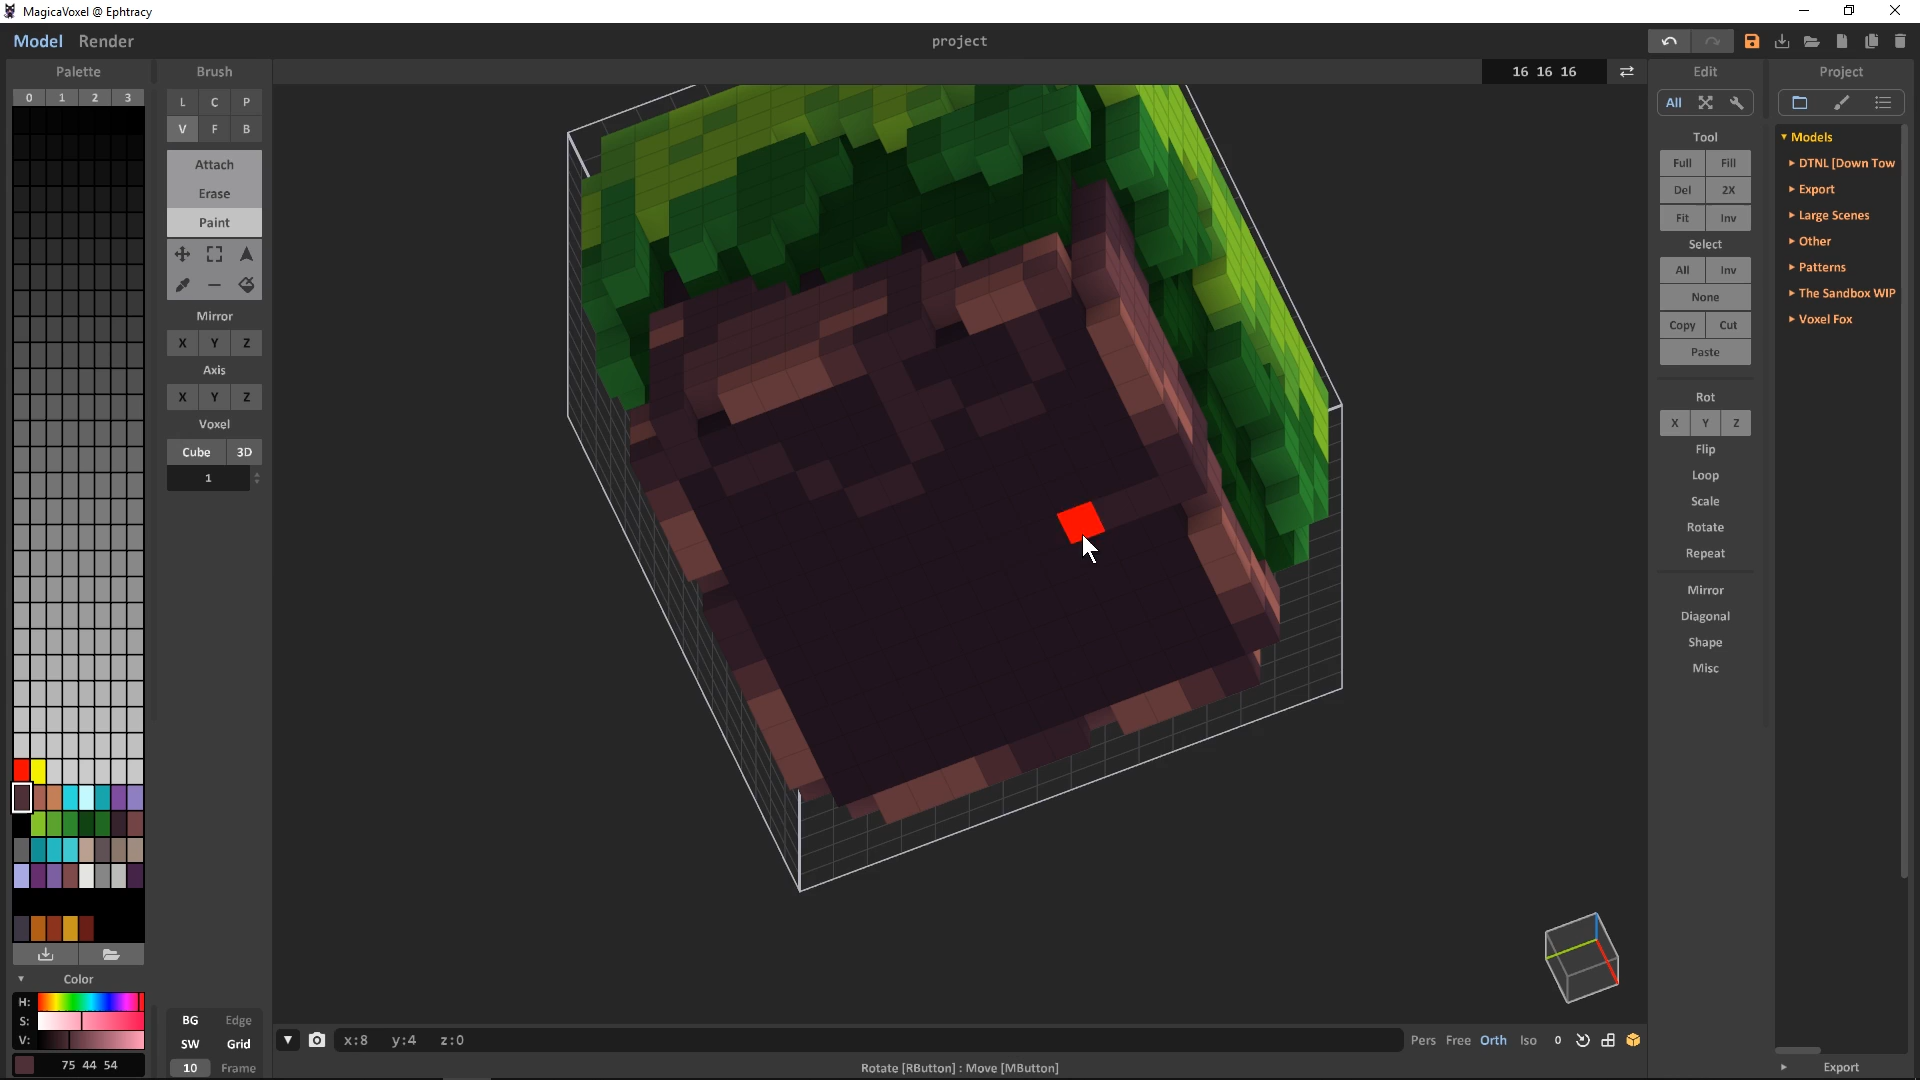 MagicaVoxel @ Ephtracy
Model Render
project
Palette
0 1 2 3
Color
H:
S:
V:
75 44 54
Brush
L C P
V F B
Attach
Erase
Paint
Mirror
X Y Z
Axis
X Y Z
Voxel
Cube 3D
1
BG Edge
SW Grid
10 Frame
16 16 16
x:8 y:4 z:0
Pers Free Orth Iso 0
Rotate [RButton] : Move [MButton]
Edit
All
Tool
Full Fill
Del 2X
Fit Inv
Select
All Inv
None
Copy Cut
Paste
Rot
X Y Z
Flip
Loop
Scale
Rotate
Repeat
Mirror
Diagonal
Shape
Misc
Project
Models
DTNL [Down Tow
Export
Large Scenes
Other
Patterns
The Sandbox WIP
Voxel Fox
Export